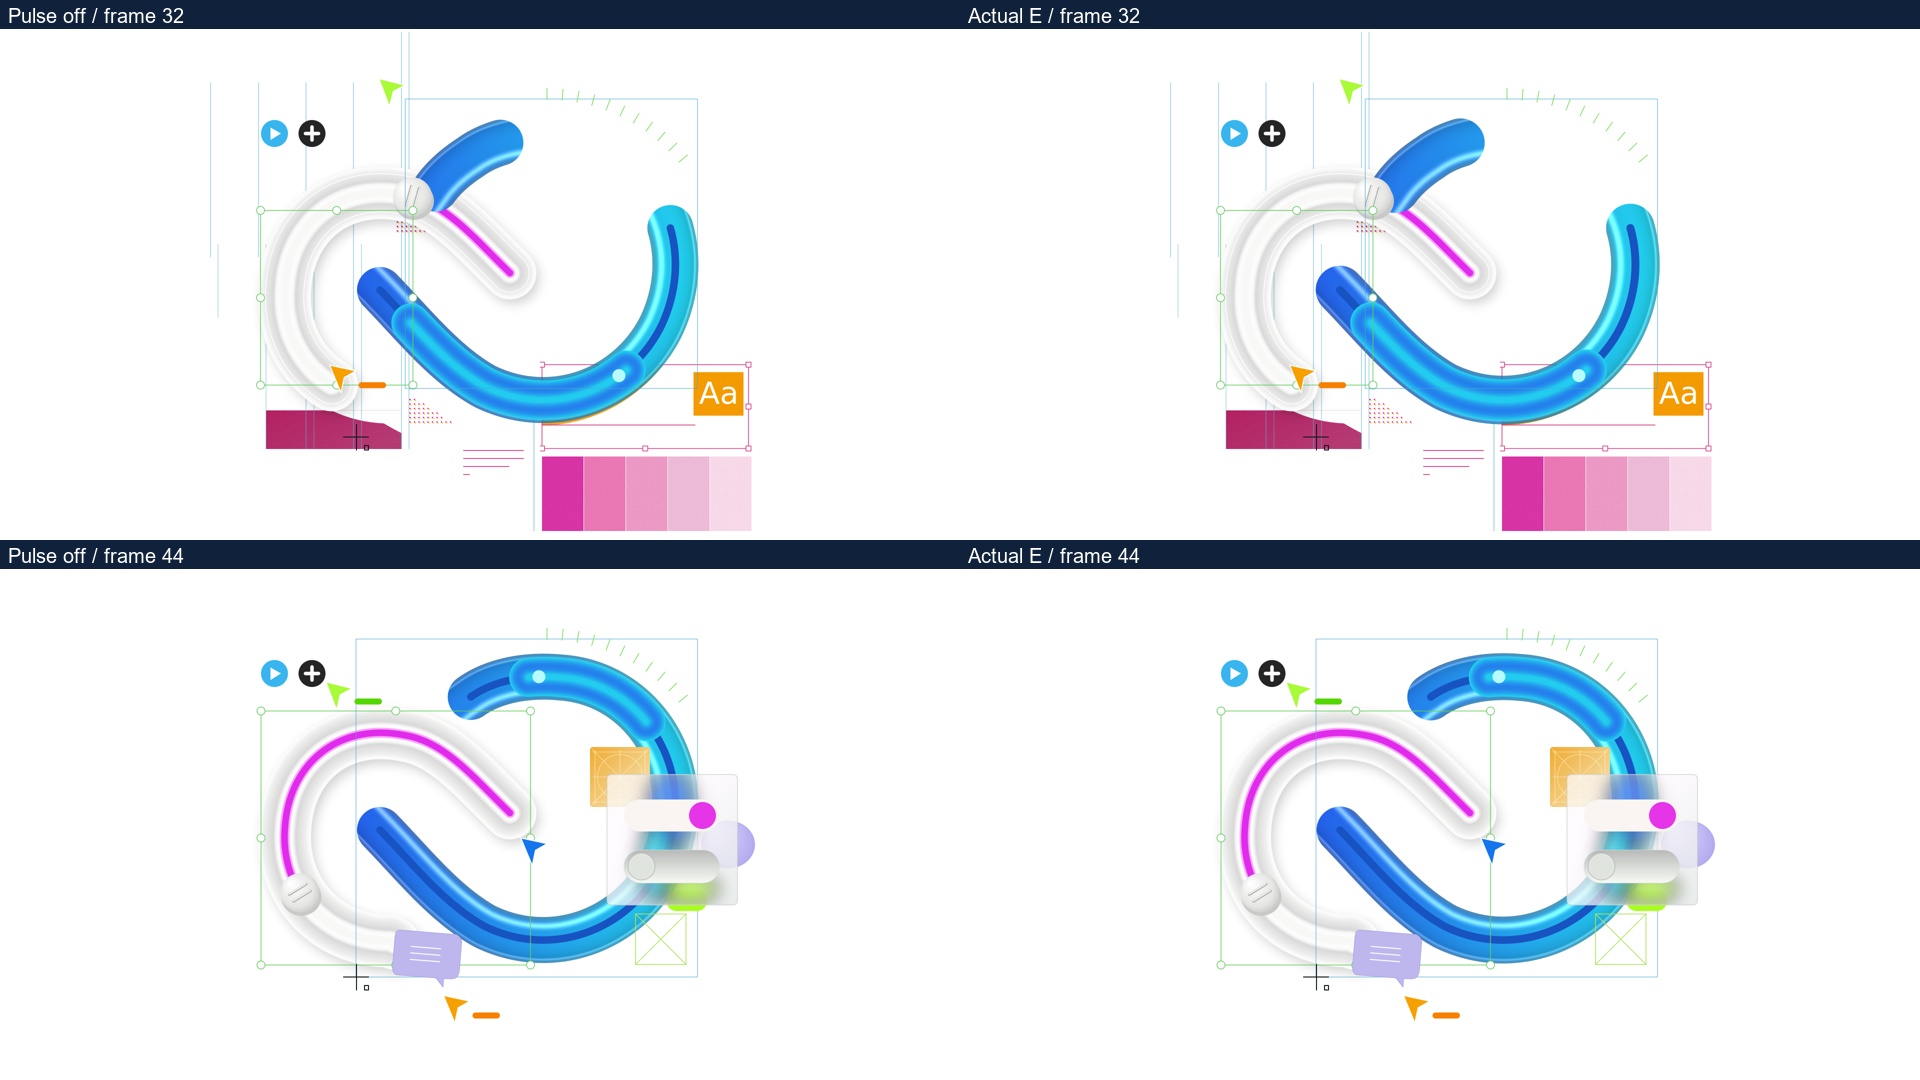 Pulse off / frame 32
Actual E / frame 32
Aa
Aa
Pulse off / frame 44
Actual E / frame 44